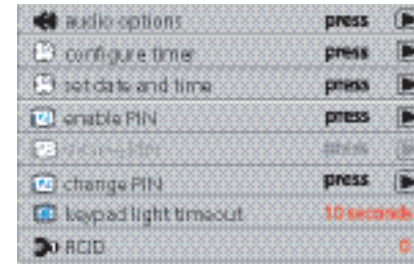 audio options press
configure timer press
set date and time press
enable PIN press
PIN
change PIN press
keypad light timeout 10 seconds
RCID 0